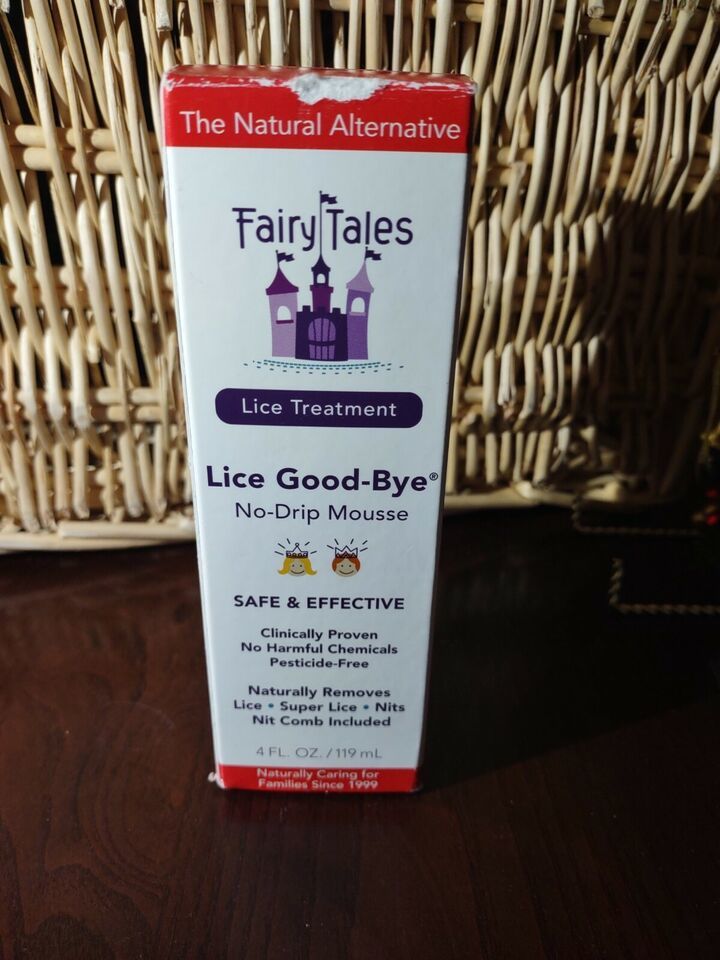 The Natural Alternative
Fairy Tales
Lice Treatment
Lice Good-Bye®
No-Drip Mousse
SAFE & EFFECTIVE
Clinically Proven
No Harmful Chemicals
Pesticide-Free
Naturally Removes
Lice • Super Lice • Nits
Nit Comb Included
4 FL. OZ. / 119 mL
Naturally Caring for
Families Since 1999